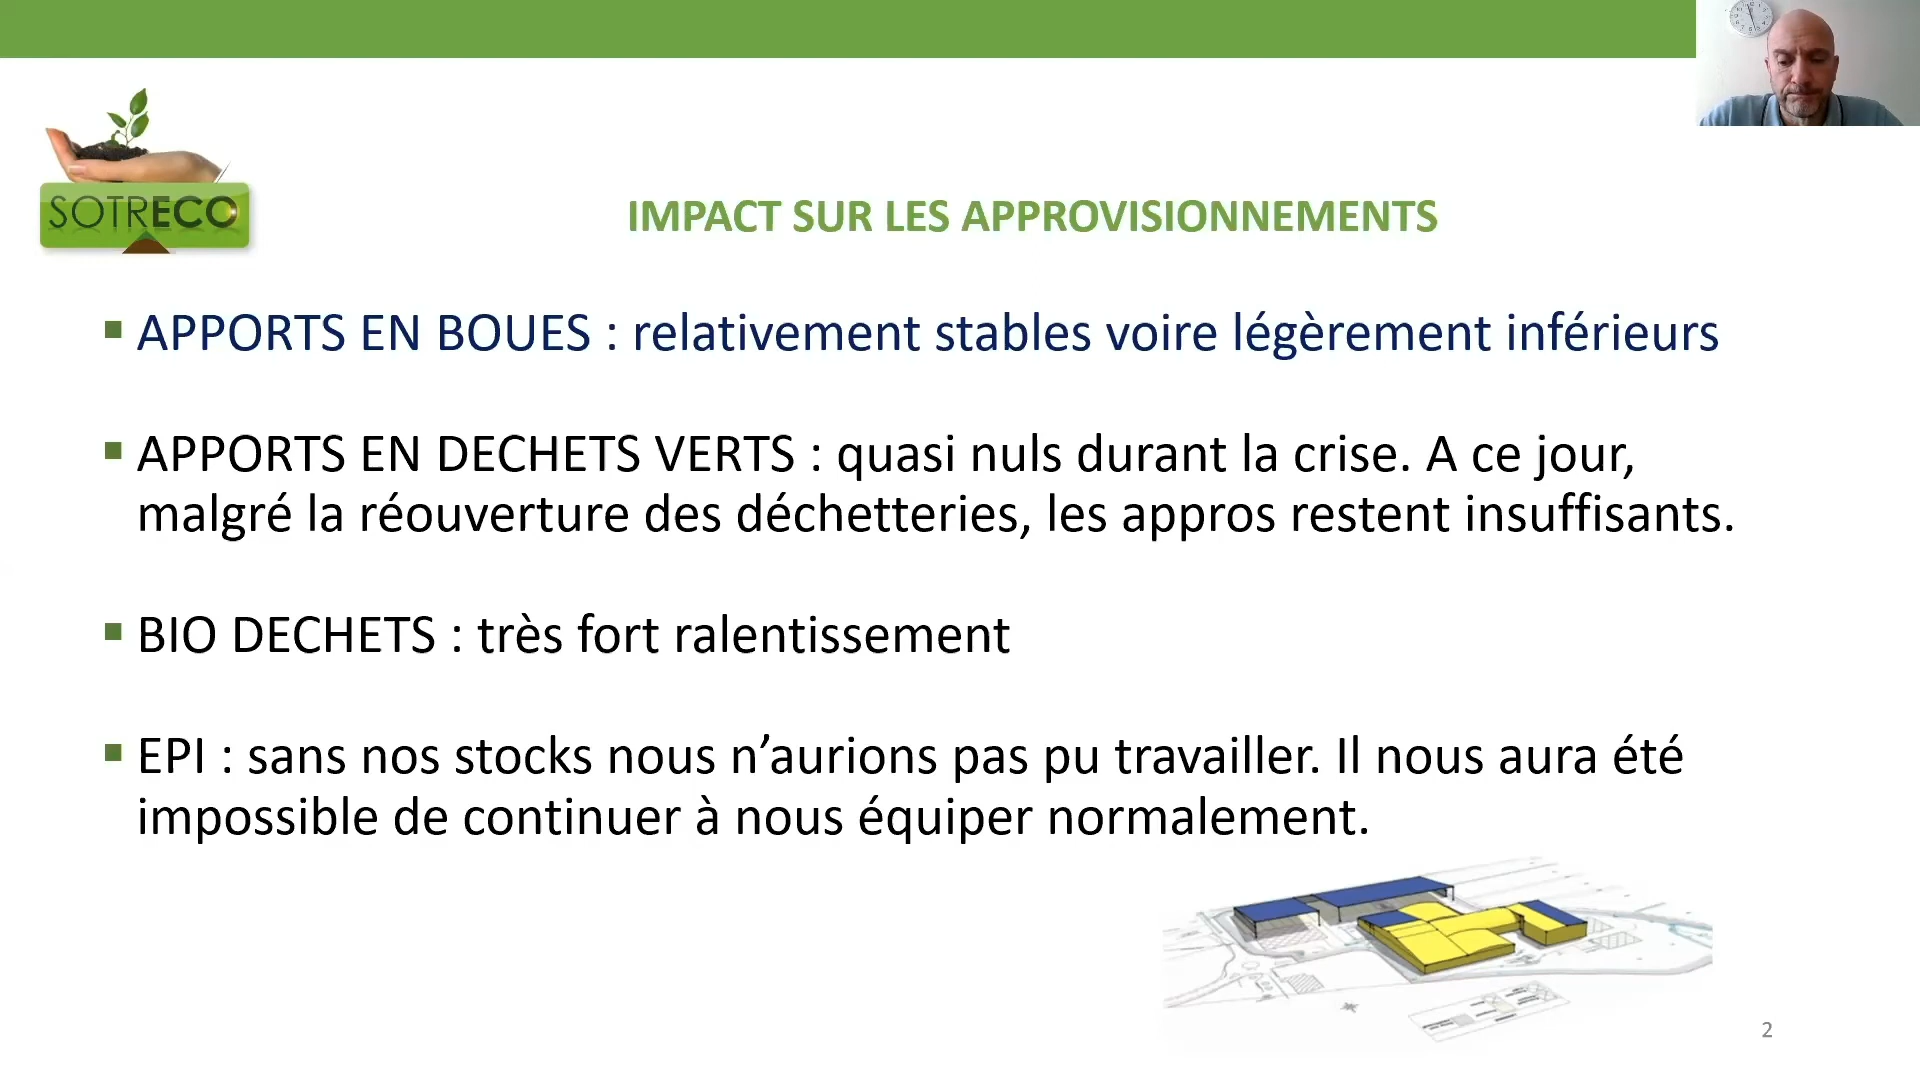 SOTRECO
IMPACT SUR LES APPROVISIONNEMENTS
APPORTS EN BOUES : relativement stables voire légèrement inférieurs
APPORTS EN DECHETS VERTS : quasi nuls durant la crise. A ce jour,
malgré la réouverture des déchetteries, les appros restent insuffisants.
BIO DECHETS : très fort ralentissement
EPI : sans nos stocks nous n’aurions pas pu travailler. Il nous aura été
impossible de continuer à nous équiper normalement.
2